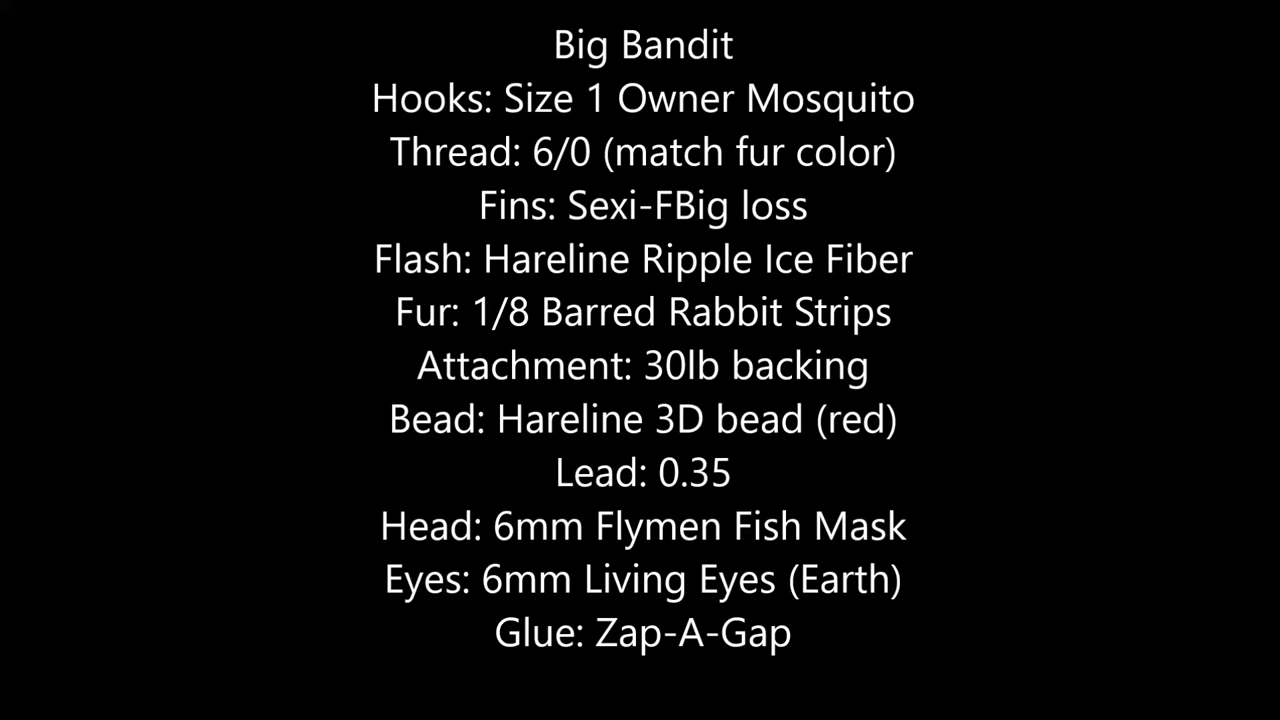 Big Bandit
Hooks: Size 1 Owner Mosquito
Thread: 6/0 (match fur color)
Fins: Sexi-FBig loss
Flash: Hareline Ripple Ice Fiber
Fur: 1/8 Barred Rabbit Strips
Attachment: 30lb backing
Bead: Hareline 3D bead (red)
Lead: 0.35
Head: 6mm Flymen Fish Mask
Eyes: 6mm Living Eyes (Earth)
Glue: Zap-A-Gap